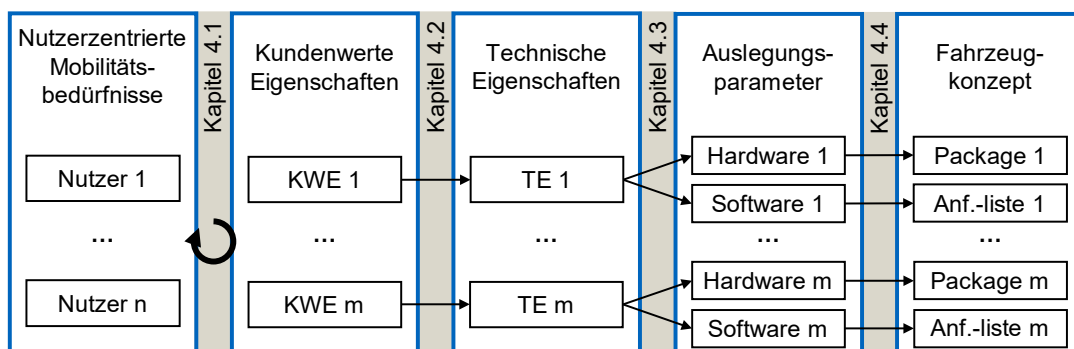 Nutzerzentrierte
Mobilitäts-
bedürfnisse
Nutzer 1
...
Nutzer n
Kapitel 4.1
Kundenwerte
Eigenschaften
KWE 1
...
KWE m
Kapitel 4.2
Technische
Eigenschaften
TE 1
...
TE m
Kapitel 4.3
Auslegungs-
parameter
Hardware 1
Software 1
...
Hardware m
Software m
Kapitel 4.4
Fahrzeug-
konzept
Package 1
Anf.-liste 1
...
Package m
Anf.-liste m